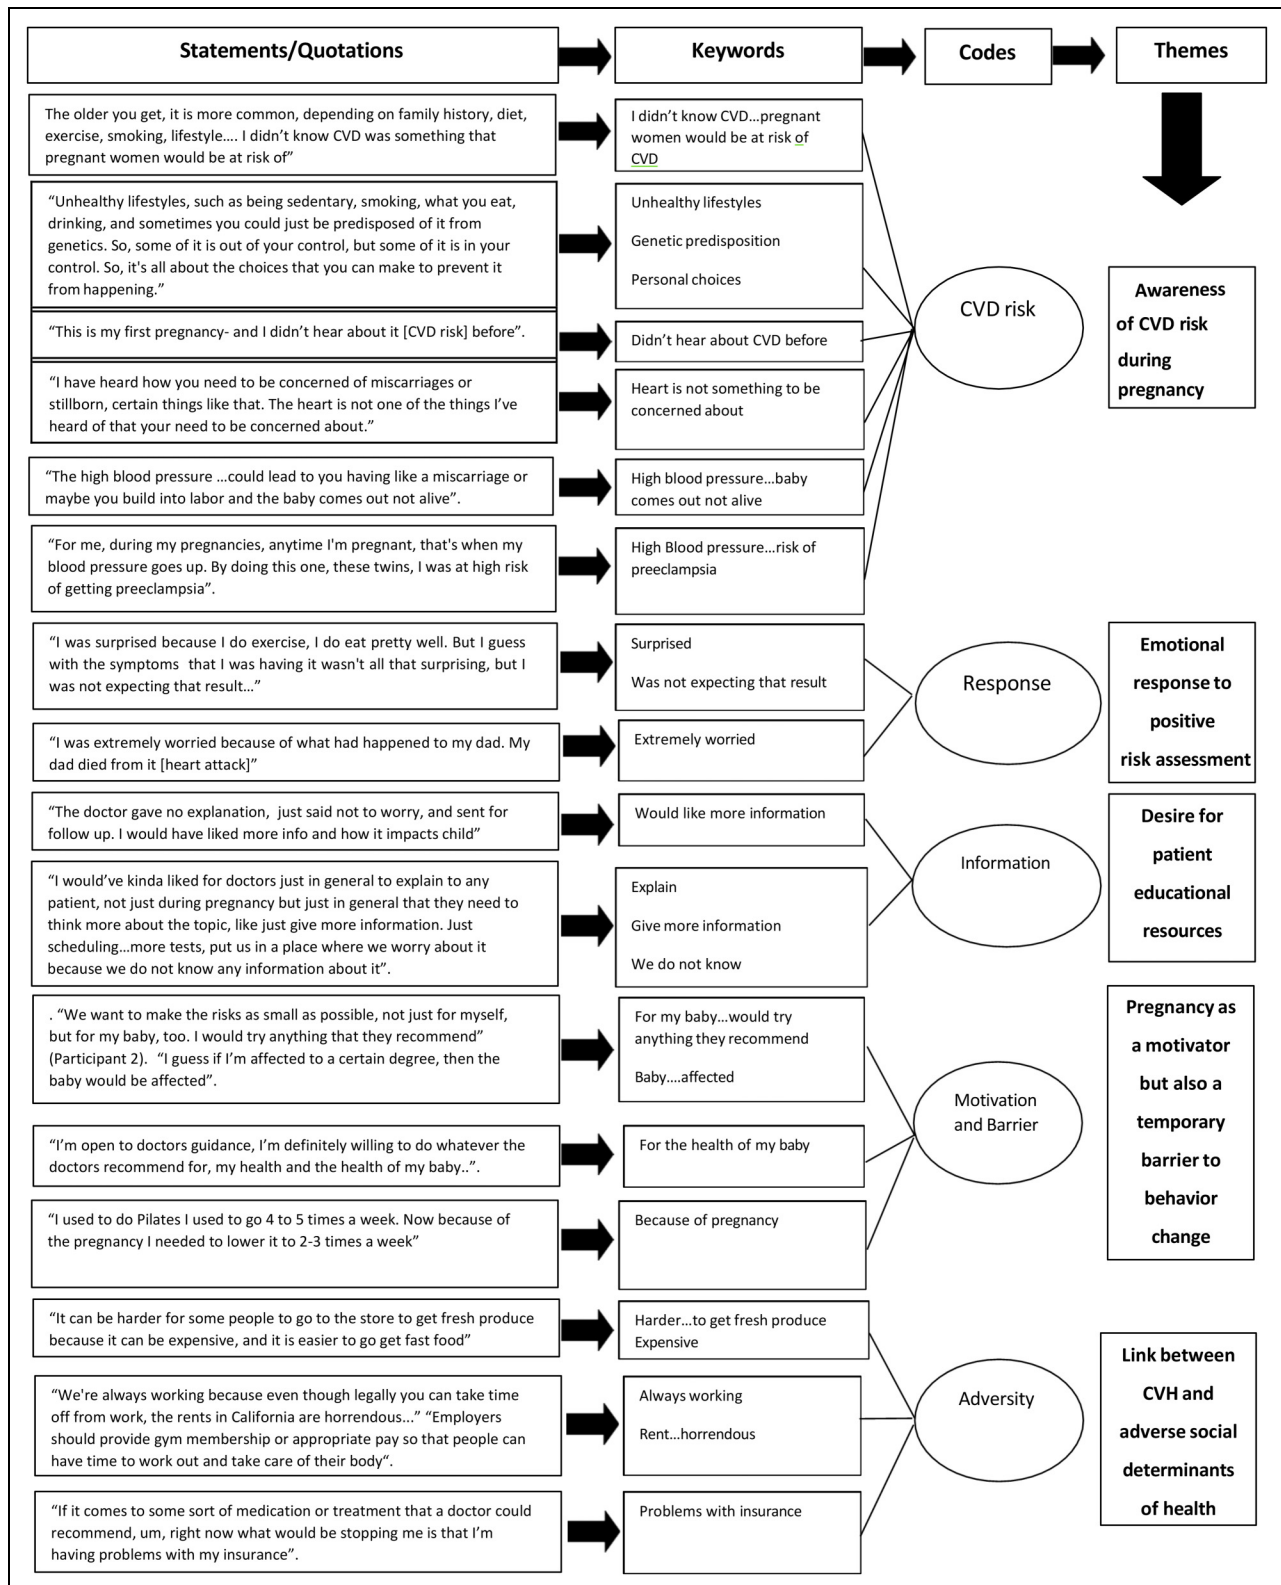 Statements/Quotations
Keywords
Codes
Themes
The older you get, it is more common, depending on family history, diet,
exercise, smoking, lifestyle.... I didn’t know CVD was something that
pregnant women would be at risk of”
I didn’t know CVD...pregnant
women would be at risk of
CVD
“Unhealthy lifestyles, such as being sedentary, smoking, what you eat,
drinking, and sometimes you could just be predisposed of it from
genetics. So, some of it is out of your control, but some of it is in your
control. So, it's all about the choices that you can make to prevent it
from happening.”
Unhealthy lifestyles
Genetic predisposition
Personal choices
“This is my first pregnancy- and I didn’t hear about it [CVD risk] before”.
Didn’t hear about CVD before
“I have heard how you need to be concerned of miscarriages or
stillborn, certain things like that. The heart is not one of the things I’ve
heard of that your need to be concerned about.”
Heart is not something to be
concerned about
“The high blood pressure ...could lead to you having like a miscarriage or
maybe you build into labor and the baby comes out not alive”.
High blood pressure...baby
comes out not alive
“For me, during my pregnancies, anytime I'm pregnant, that's when my
blood pressure goes up. By doing this one, these twins, I was at high risk
of getting preeclampsia”.
High Blood pressure...risk of
preeclampsia
CVD risk
Awareness
of CVD risk
during
pregnancy
“I was surprised because I do exercise, I do eat pretty well. But I guess
with the symptoms that I was having it wasn't all that surprising, but I
was not expecting that result...”
Surprised
Was not expecting that result
“I was extremely worried because of what had happened to my dad. My
dad died from it [heart attack]”
Extremely worried
Response
Emotional
response to
positive
risk assessment
“The doctor gave no explanation, just said not to worry, and sent for
follow up. I would have liked more info and how it impacts child”
Would like more information
“I would’ve kinda liked for doctors just in general to explain to any
patient, not just during pregnancy but just in general that they need to
think more about the topic, like just give more information. Just
scheduling...more tests, put us in a place where we worry about it
because we do not know any information about it”.
Explain
Give more information
We do not know
Information
Desire for
patient
educational
resources
. “We want to make the risks as small as possible, not just for myself,
but for my baby, too. I would try anything that they recommend”
(Participant 2). “I guess if I’m affected to a certain degree, then the
baby would be affected”.
For my baby...would try
anything they recommend
Baby....affected
“I’m open to doctors guidance, I’m definitely willing to do whatever the
doctors recommend for, my health and the health of my baby..”.
For the health of my baby
“I used to do Pilates I used to go 4 to 5 times a week. Now because of
the pregnancy I needed to lower it to 2-3 times a week”
Because of pregnancy
Motivation
and Barrier
Pregnancy as
a motivator
but also a
temporary
barrier to
behavior
change
“It can be harder for some people to go to the store to get fresh produce
because it can be expensive, and it is easier to go get fast food”
Harder...to get fresh produce
Expensive
“We're always working because even though legally you can take time
off from work, the rents in California are horrendous...” “Employers
should provide gym membership or appropriate pay so that people can
have time to work out and take care of their body“.
Always working
Rent...horrendous
“If it comes to some sort of medication or treatment that a doctor could
recommend, um, right now what would be stopping me is that I’m
having problems with my insurance”.
Problems with insurance
Adversity
Link between
CVH and
adverse social
determinants
of health